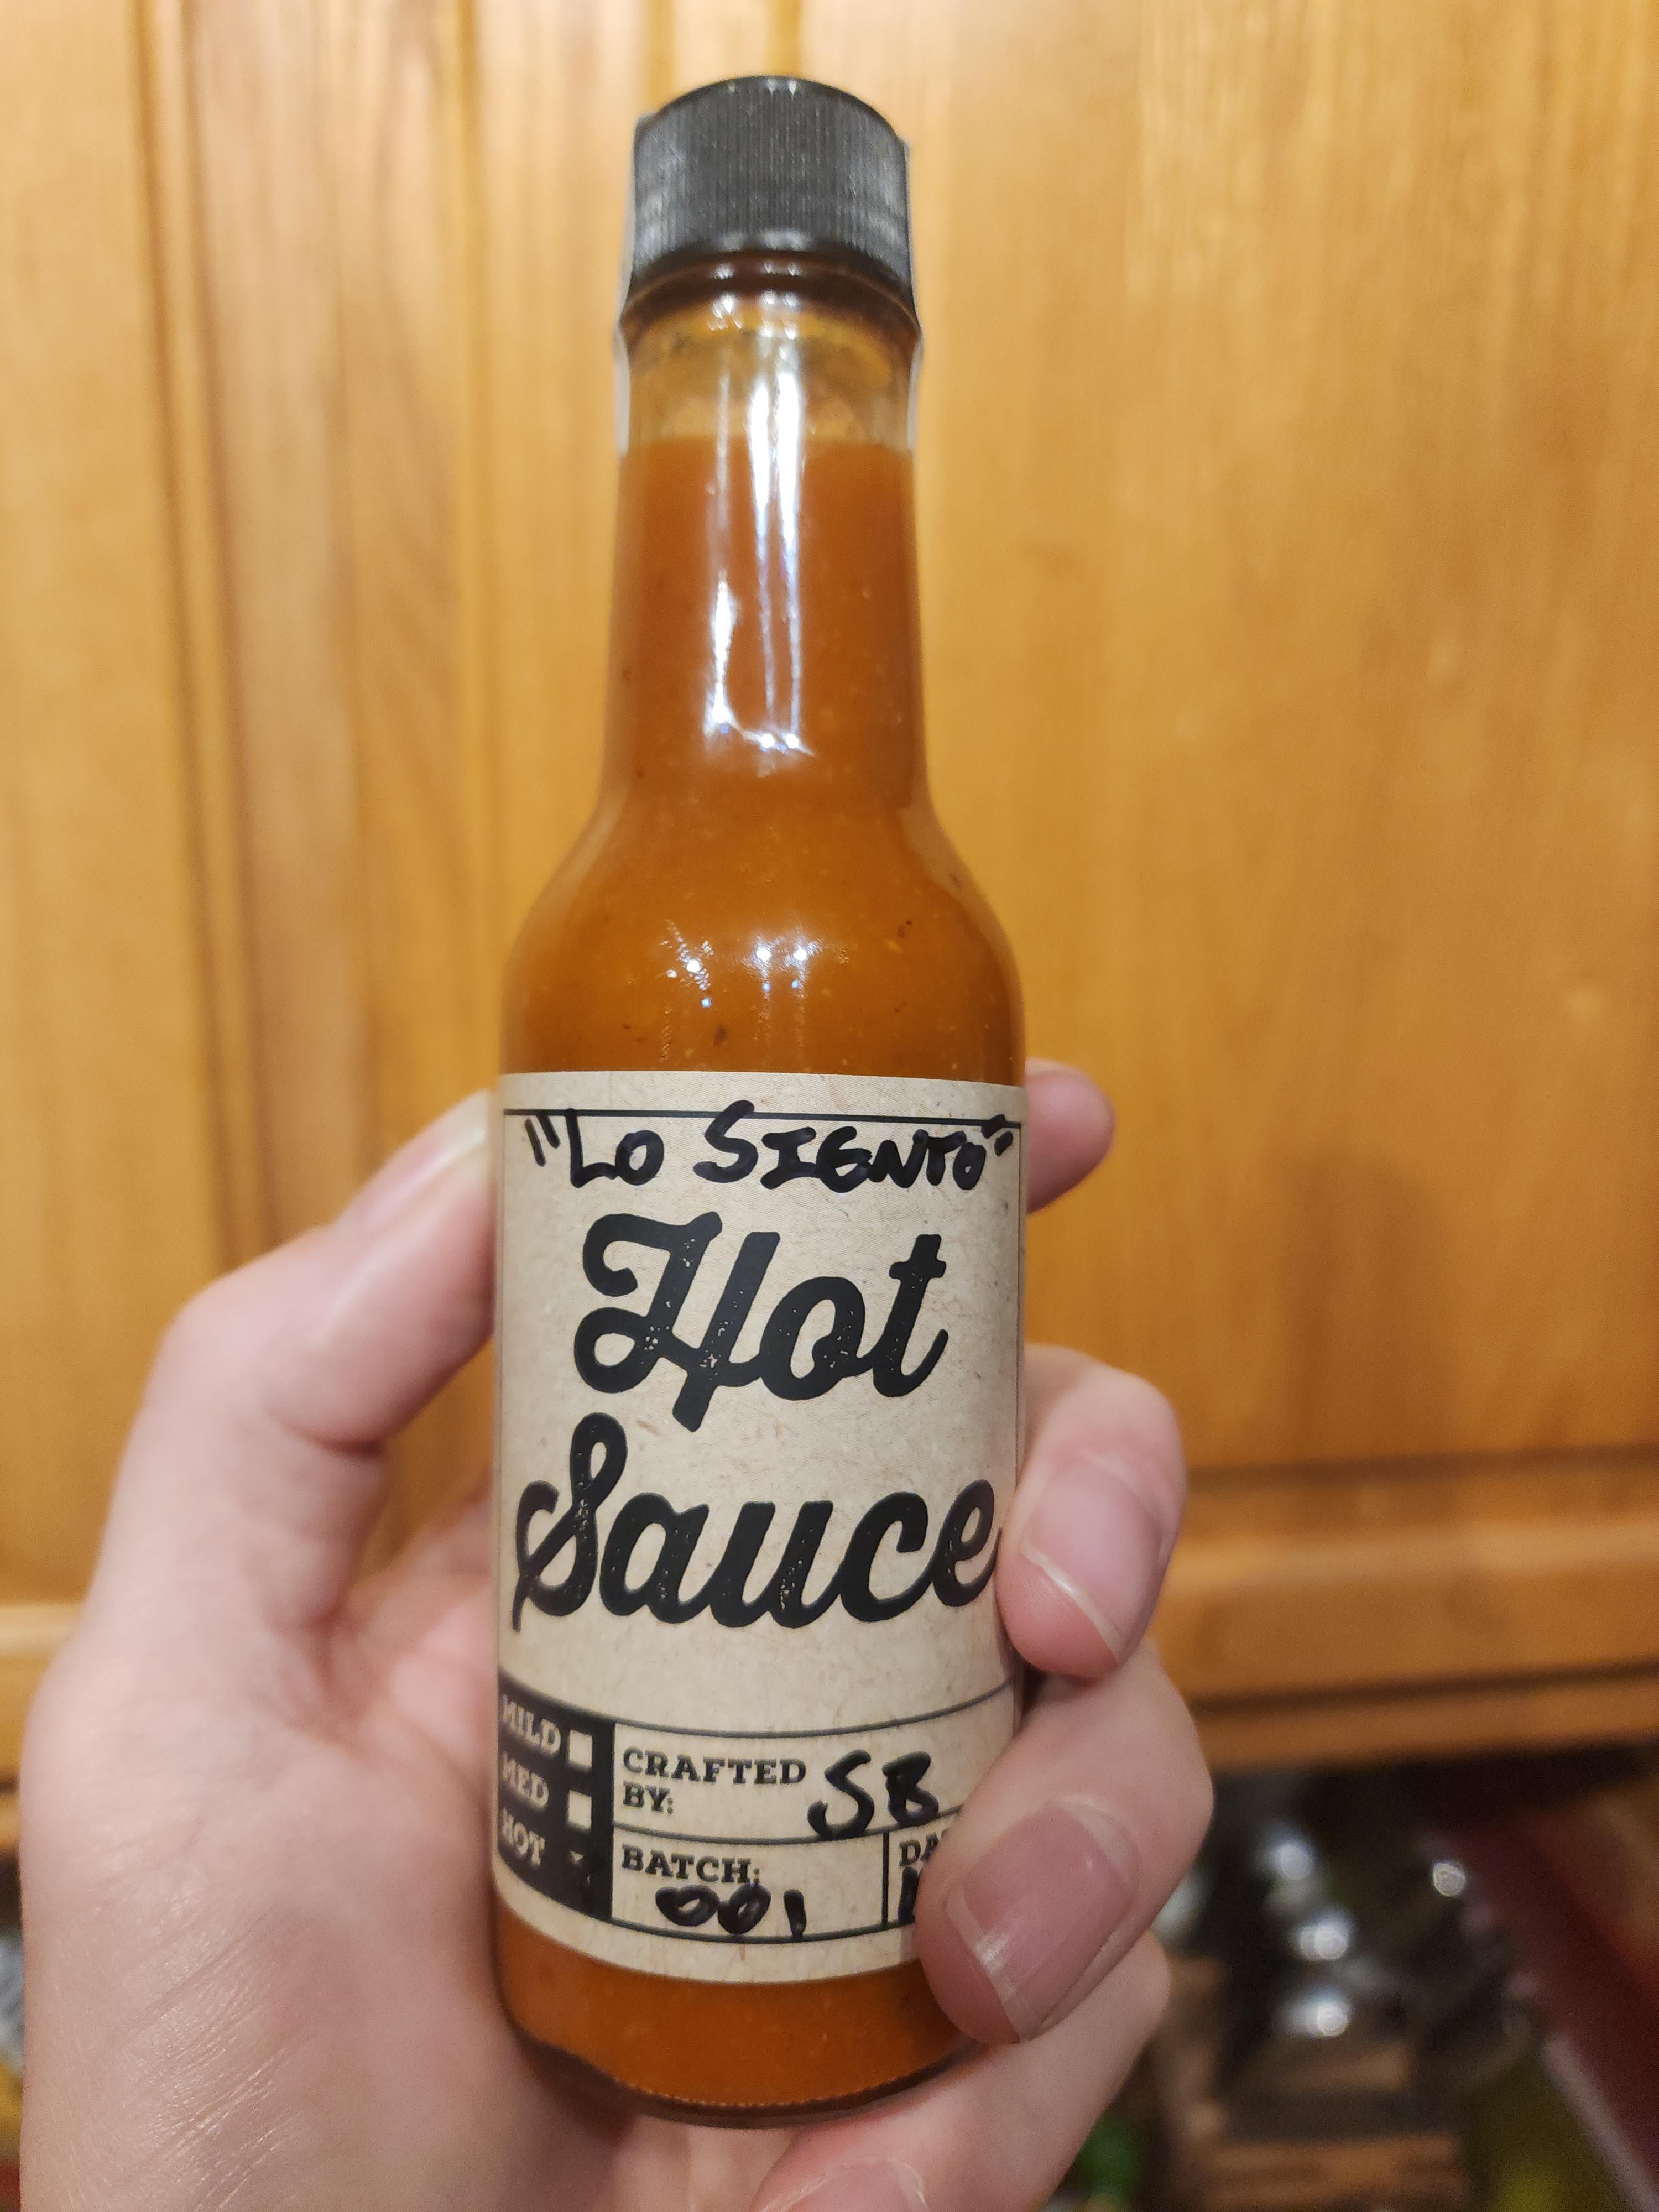 "LO SIENTO"
Hot
Sauce
MILD
MED
HOT
CRAFTED
BY: SB
BATCH:
001